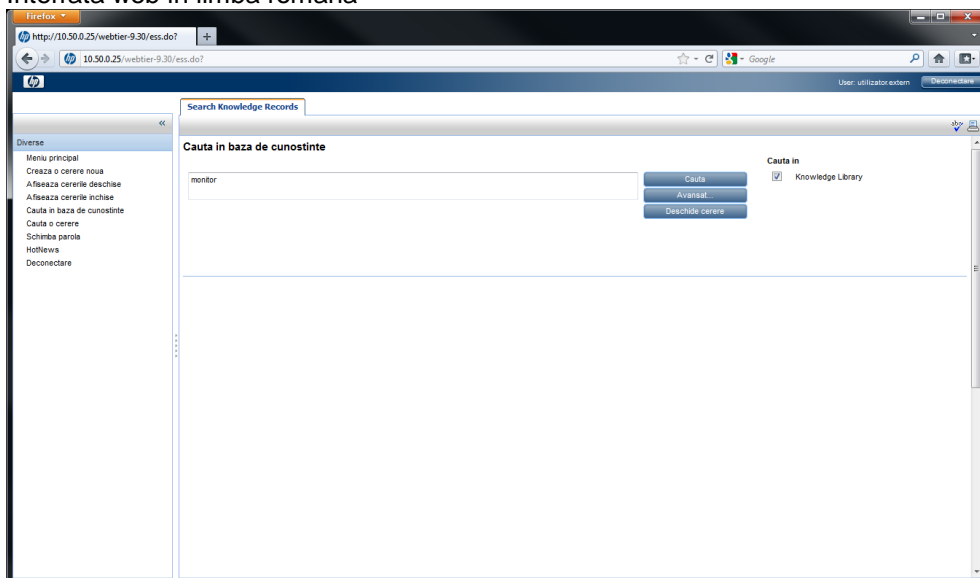 Interfata web in limba romana
Firefox
http://10.50.0.25/webtier-9.30/ess.do?
10.50.0.25/webtier-9.30/ess.do?
Google
hp
User: utilizator.extern
Deconectare
Search Knowledge Records
abc
Diverse
Meniu principal
Creaza o cerere noua
Afiseaza cererile deschise
Afiseaza cererile inchise
Cauta in baza de cunostinte
Cauta o cerere
Schimba parola
HotNews
Deconectare
Cauta in baza de cunostinte
monitor
Cauta
Avansat...
Deschide cerere
Cauta in
Knowledge Library